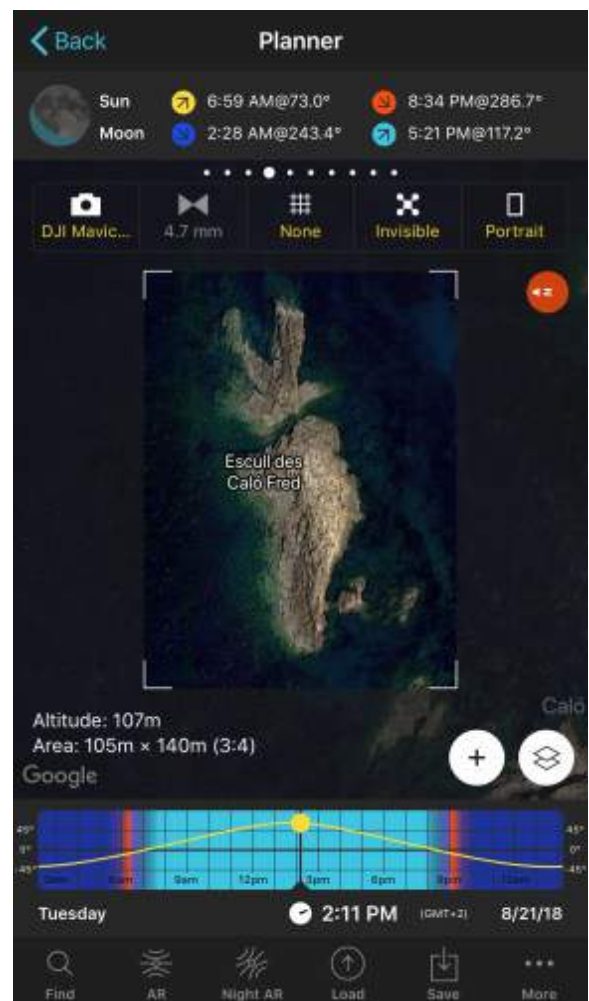 Back
Planner
Sun 6:59 AM@73.0° 8:34 PM@286.7°
Moon 2:28 AM@243.4° 5:21 PM@117.2°
DJI Mavic... 4.7 mm None Invisible Portrait
N
Escull des
Caló Fred
Caló
Altitude: 107m
Area: 105m × 140m (3:4)
Google
45° 45°
0° 0°
-45° -45°
6am 9am 12pm 3pm 6pm 9pm
Tuesday 2:11 PM (GMT+2) 8/21/18
Find AR Night AR Load Save More